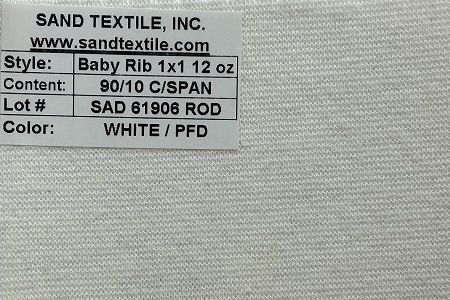 SAND TEXTILE, INC.
www.sandtextile.com
Style: Baby Rib 1x1 12 oz
Content: 90/10 C/SPAN
Lot # SAD 61906 ROD
Color: WHITE / PFD